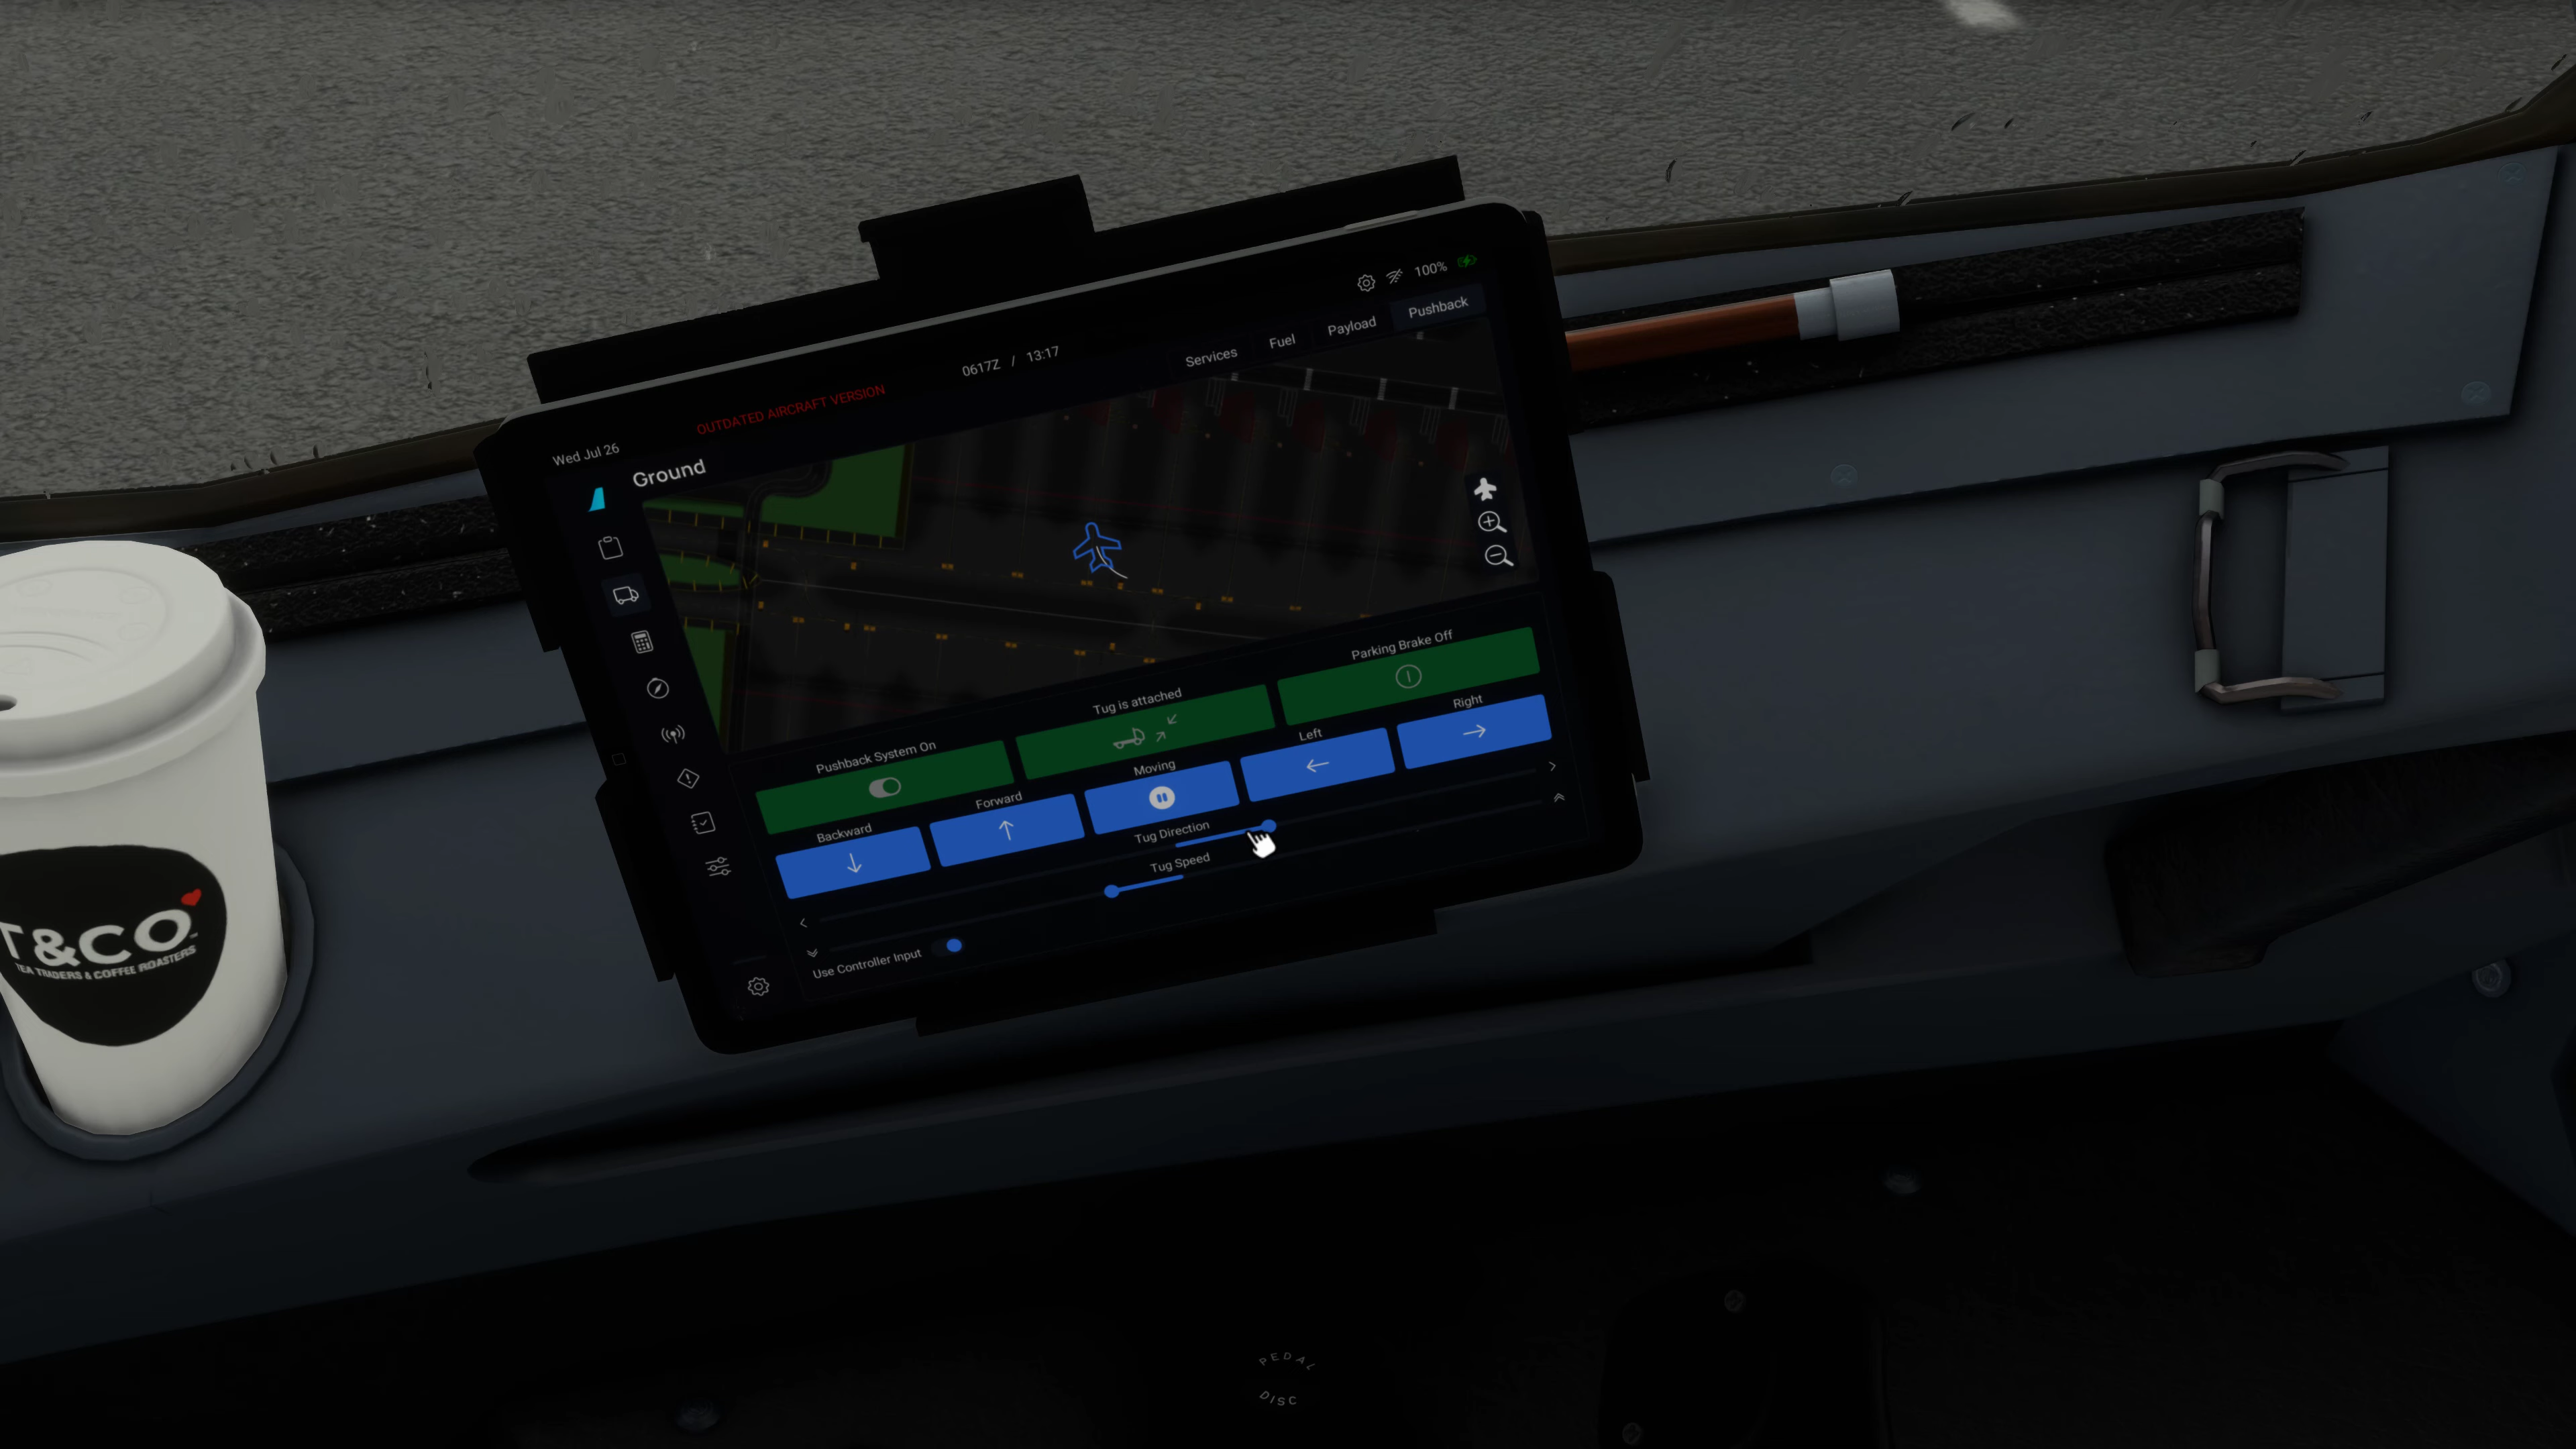 100%
0617Z / 13:17
Wed Jul 26
OUTDATED AIRCRAFT VERSION
Ground
Services
Fuel
Payload
Pushback
Pushback System On
Tug is attached
Parking Brake Off
Backward
Forward
Moving
Left
Right
Tug Direction
Tug Speed
Use Controller Input
T&CO
TEA TRADERS & COFFEE ROASTERS
PEDAL
DISC